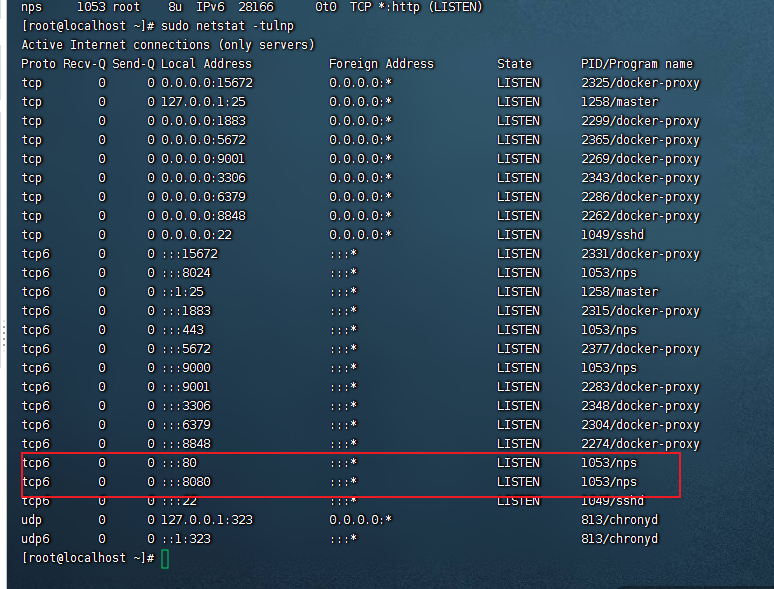 nps     1053 root    8u  IPv6  28166      0t0  TCP *:http (LISTEN)
[root@localhost ~]# sudo netstat -tulnp
Active Internet connections (only servers)
Proto Recv-Q Send-Q Local Address           Foreign Address         State       PID/Program name
tcp        0      0 0.0.0.0:15672           0.0.0.0:*               LISTEN      2325/docker-proxy
tcp        0      0 127.0.0.1:25            0.0.0.0:*               LISTEN      1258/master
tcp        0      0 0.0.0.0:1883            0.0.0.0:*               LISTEN      2299/docker-proxy
tcp        0      0 0.0.0.0:5672            0.0.0.0:*               LISTEN      2365/docker-proxy
tcp        0      0 0.0.0.0:9001            0.0.0.0:*               LISTEN      2269/docker-proxy
tcp        0      0 0.0.0.0:3306            0.0.0.0:*               LISTEN      2343/docker-proxy
tcp        0      0 0.0.0.0:6379            0.0.0.0:*               LISTEN      2286/docker-proxy
tcp        0      0 0.0.0.0:8848            0.0.0.0:*               LISTEN      2262/docker-proxy
tcp        0      0 0.0.0.0:22              0.0.0.0:*               LISTEN      1049/sshd
tcp6       0      0 :::15672                :::*                    LISTEN      2331/docker-proxy
tcp6       0      0 :::8024                 :::*                    LISTEN      1053/nps
tcp6       0      0 ::1:25                  :::*                    LISTEN      1258/master
tcp6       0      0 :::1883                 :::*                    LISTEN      2315/docker-proxy
tcp6       0      0 :::443                  :::*                    LISTEN      1053/nps
tcp6       0      0 :::5672                 :::*                    LISTEN      2377/docker-proxy
tcp6       0      0 :::9000                 :::*                    LISTEN      1053/nps
tcp6       0      0 :::9001                 :::*                    LISTEN      2283/docker-proxy
tcp6       0      0 :::3306                 :::*                    LISTEN      2348/docker-proxy
tcp6       0      0 :::6379                 :::*                    LISTEN      2304/docker-proxy
tcp6       0      0 :::8848                 :::*                    LISTEN      2274/docker-proxy
tcp6       0      0 :::80                   :::*                    LISTEN      1053/nps
tcp6       0      0 :::8080                 :::*                    LISTEN      1053/nps
tcp6       0      0 :::22                   :::*                    LISTEN      1049/sshd
udp        0      0 127.0.0.1:323           0.0.0.0:*                           813/chronyd
udp6       0      0 ::1:323                 :::*                                813/chronyd
[root@localhost ~]#